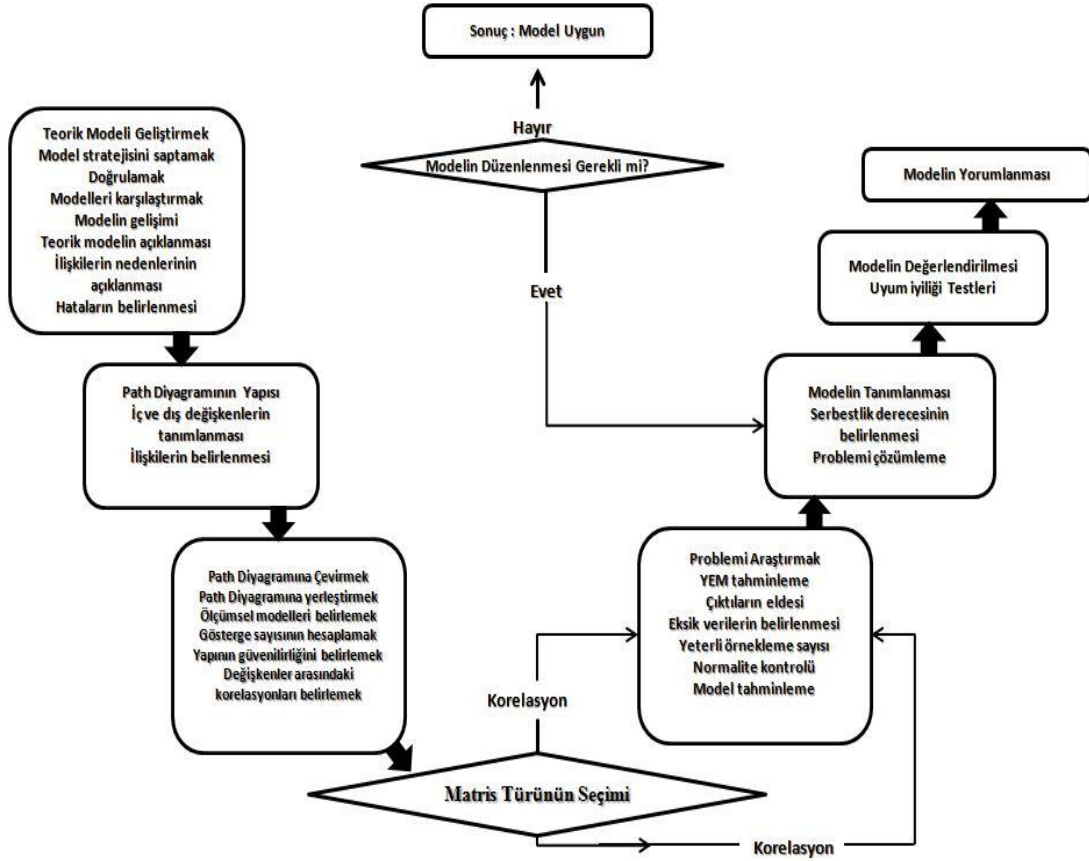 Sonuç : Model Uygun
Hayır
Modelin Düzenlenmesi Gerekli mi?
Evet
Teorik Modeli Geliştirmek
Model stratejisini saptamak
Doğrulamak
Modelleri karşılaştırmak
Modelin gelişimi
Teorik modelin açıklanması
İlişkilerin nedenlerinin
açıklanması
Hataların belirlenmesi
Path Diyagramının Yapısı
İç ve dış değişkenlerin
tanımlanması
İlişkilerin belirlenmesi
Path Diyagramına Çevirmek
Path Diyagramına yerleştirmek
Ölçümsel modelleri belirlemek
Gösterge sayısının hesaplamak
Yapının güvenilirliğini belirlemek
Değişkenler arasındaki
korelasyonları belirlemek
Matris Türünün Seçimi
Korelasyon
Korelasyon
Problemi Araştırmak
YEM tahminleme
Çıktıların eldesi
Eksik verilerin belirlenmesi
Yeterli örnekleme sayısı
Normalite kontrolü
Model tahminleme
Modelin Tanımlanması
Serbestlik derecesinin
belirlenmesi
Problemi çözümleme
Modelin Değerlendirilmesi
Uyum iyiliği Testleri
Modelin Yorumlanması